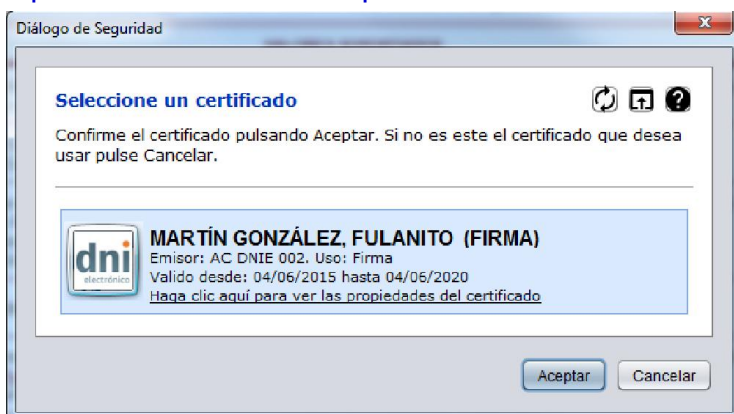 Diálogo de Seguridad
Seleccione un certificado
Confirme el certificado pulsando Aceptar. Si no es este el certificado que desea
usar pulse Cancelar.
dni
electrónico
MARTÍN GONZÁLEZ, FULANITO (FIRMA)
Emisor: AC DNIE 002. Uso: Firma
Valido desde: 04/06/2015 hasta 04/06/2020
Haga clic aquí para ver las propiedades del certificado
Aceptar
Cancelar